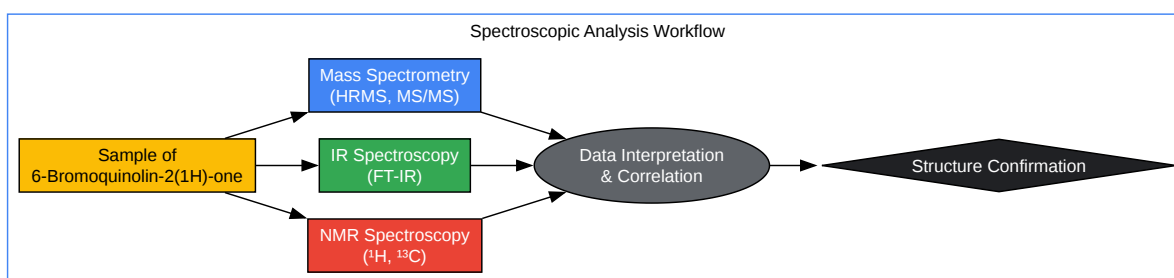 Spectroscopic Analysis Workflow
Mass Spectrometry
(HRMS, MS/MS)
Sample of
6-Bromoquinolin-2(1H)-one
IR Spectroscopy
(FT-IR)
Data Interpretation
& Correlation
Structure Confirmation
NMR Spectroscopy
(¹H, ¹³C)